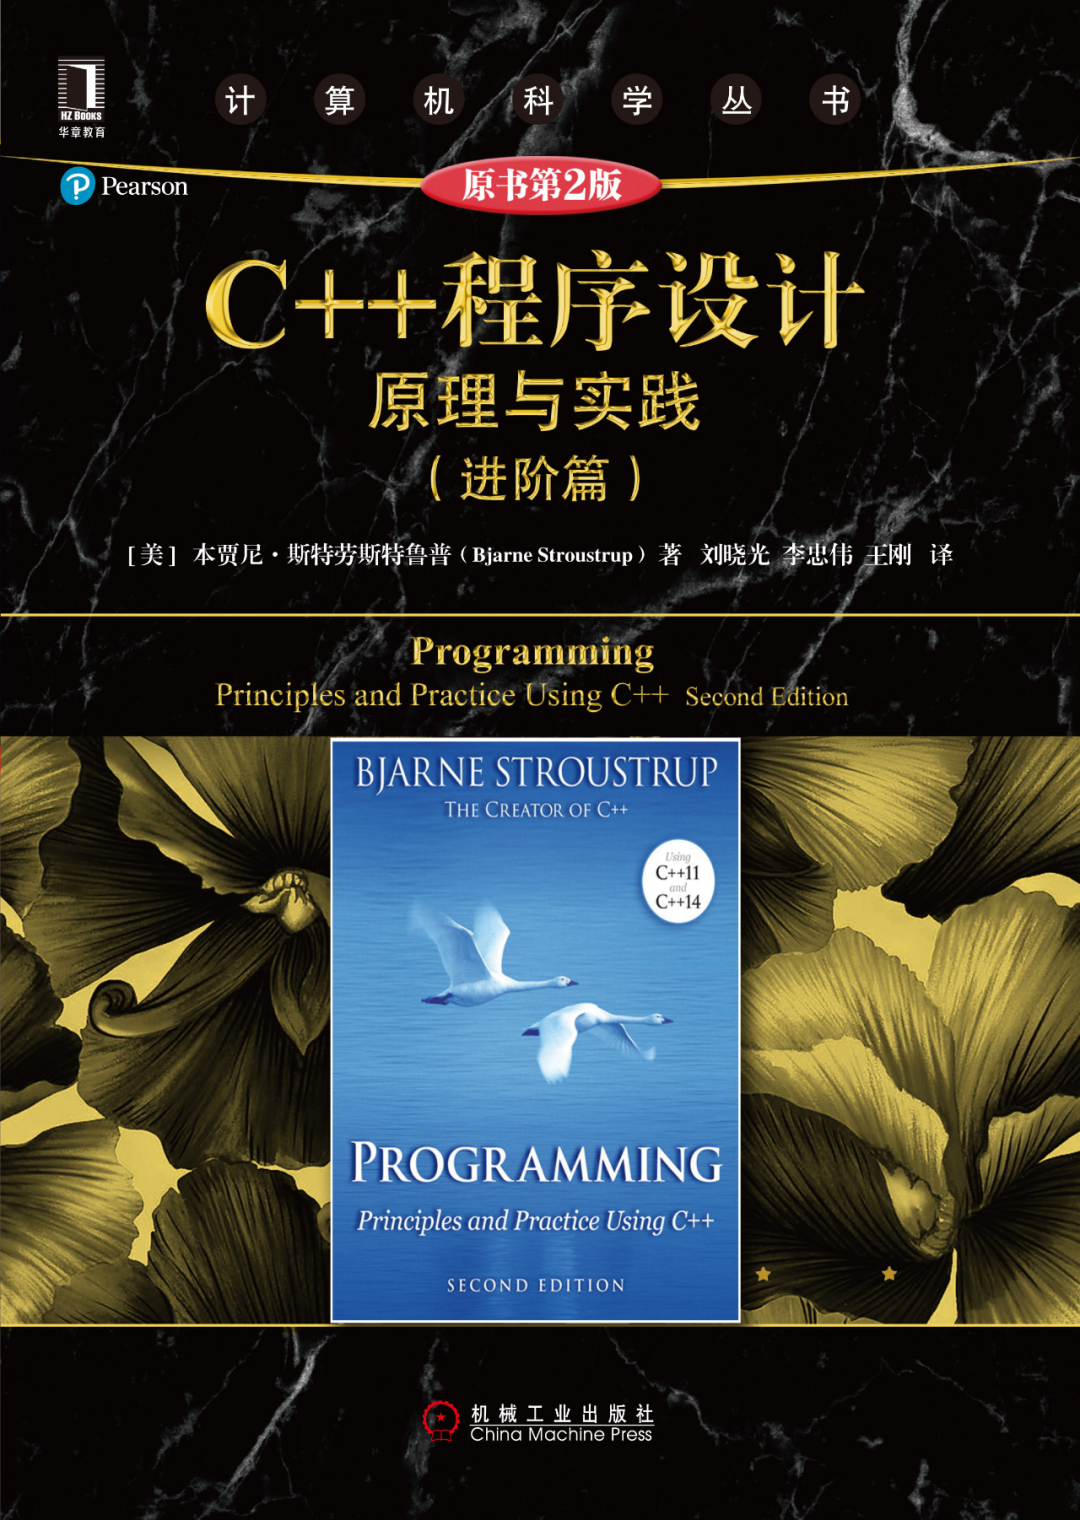 计算机科学丛书
HZ BOOKS
华章教育
Pearson
原书第2版
C++程序设计
原理与实践
（进阶篇）
[美] 本贾尼·斯特劳斯特鲁普（Bjarne Stroustrup）著 刘晓光 李忠伟 王刚 译
Programming
Principles and Practice Using C++ Second Edition
BJARNE STROUSTRUP
THE CREATOR OF C++
Using
C++11
and
C++14
PROGRAMMING
Principles and Practice Using C++
SECOND EDITION
机械工业出版社
China Machine Press